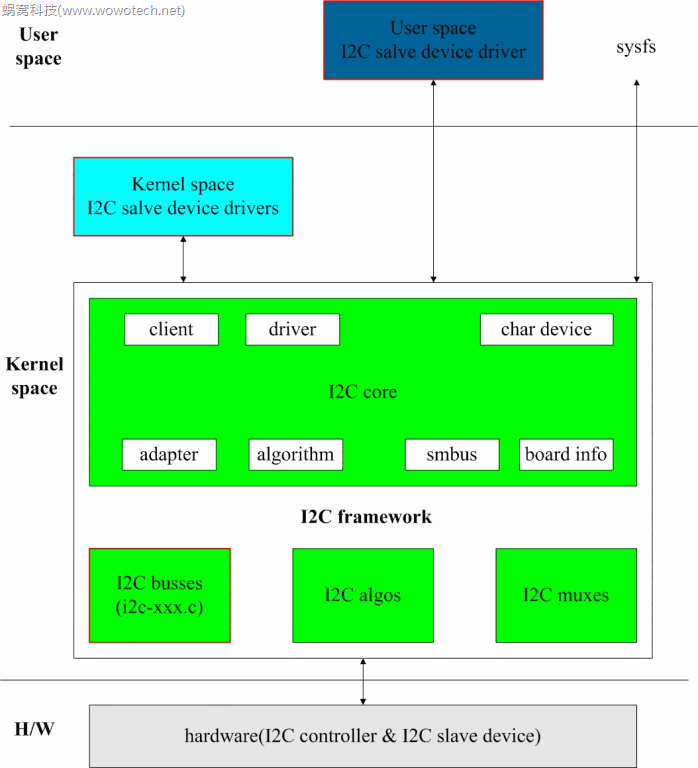 蜗窝科技(www.wowotech.net)
User
space
User space
I2C salve device driver
sysfs
Kernel space
I2C salve device drivers
Kernel
space
client
driver
char device
I2C core
adapter
algorithm
smbus
board info
I2C framework
I2C busses
(i2c-xxx.c)
I2C algos
I2C muxes
H/W
hardware(I2C controller & I2C slave device)